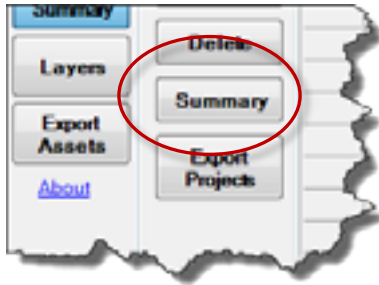 Summary
Layers
Export
Assets
About
Delete
Summary
Export
Projects